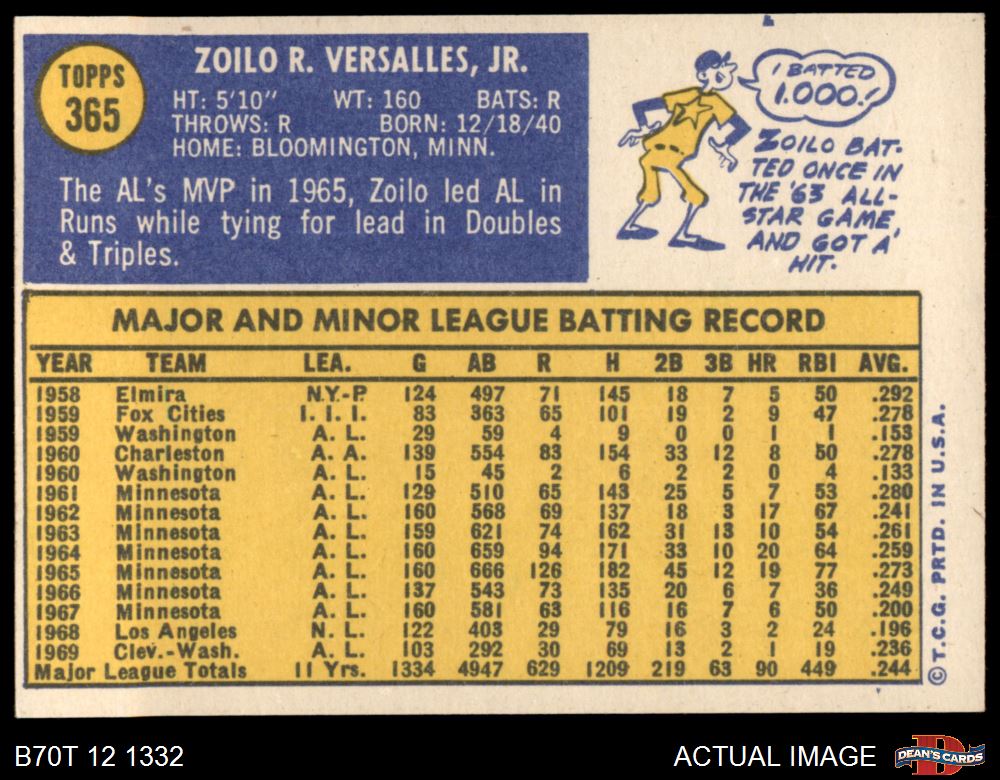 TOPPS
365
ZOILO R. VERSALLES, JR.
HT: 5'10" WT: 160 BATS: R
THROWS: R BORN: 12/18/40
HOME: BLOOMINGTON, MINN.
The AL's MVP in 1965, Zoilo led AL in
Runs while tying for lead in Doubles
& Triples.
I BATTED
1.000!
ZOILO BAT-
TED ONCE IN
THE '63 ALL-
STAR GAME,
AND GOT A
HIT.
MAJOR AND MINOR LEAGUE BATTING RECORD
YEAR TEAM LEA. G AB R H 2B 3B HR RBI AVG.
1958 Elmira N.Y.-P. 124 497 71 145 18 7 5 50 .292
1959 Fox Cities I. I. I. 83 363 65 101 19 2 9 47 .278
1959 Washington A. L. 29 59 4 9 0 0 1 1 .153
1960 Charleston A. A. 139 554 83 154 33 12 8 50 .278
1960 Washington A. L. 15 45 2 6 2 2 0 4 .133
1961 Minnesota A. L. 129 510 65 143 25 5 7 53 .280
1962 Minnesota A. L. 160 568 69 137 18 3 17 67 .241
1963 Minnesota A. L. 159 621 74 162 31 13 10 54 .261
1964 Minnesota A. L. 160 659 94 171 33 10 20 64 .259
1965 Minnesota A. L. 160 666 126 182 45 12 19 77 .273
1966 Minnesota A. L. 137 543 73 135 20 6 7 36 .249
1967 Minnesota A. L. 160 581 63 116 16 7 6 50 .200
1968 Los Angeles N. L. 122 403 29 79 16 3 2 24 .196
1969 Clev.-Wash. A. L. 103 292 30 69 13 2 1 19 .236
Major League Totals 11 Yrs. 1334 4947 629 1209 219 63 90 449 .244
© T.C.G. PRTD. IN U.S.A.
B70T 12 1332
ACTUAL IMAGE
DEAN'S CARDS